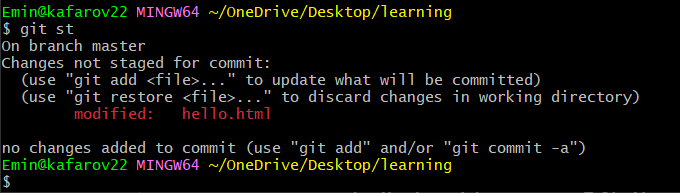 Emin@kafarov22 MINGW64 ~/OneDrive/Desktop/learning
$ git st
On branch master
Changes not staged for commit:
  (use "git add <file>..." to update what will be committed)
  (use "git restore <file>..." to discard changes in working directory)
        modified:   hello.html

no changes added to commit (use "git add" and/or "git commit -a")
Emin@kafarov22 MINGW64 ~/OneDrive/Desktop/learning
$